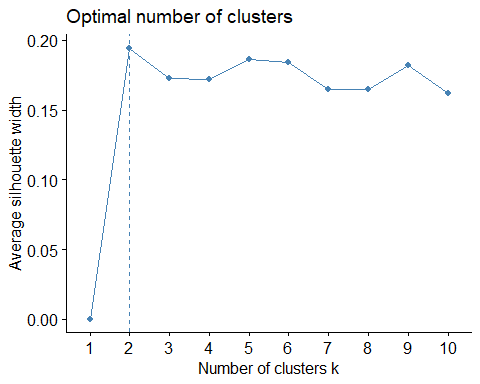 Optimal number of clusters
Average silhouette width
0.20
0.15
0.10
0.05
0.00
1 2 3 4 5 6 7 8 9 10
Number of clusters k